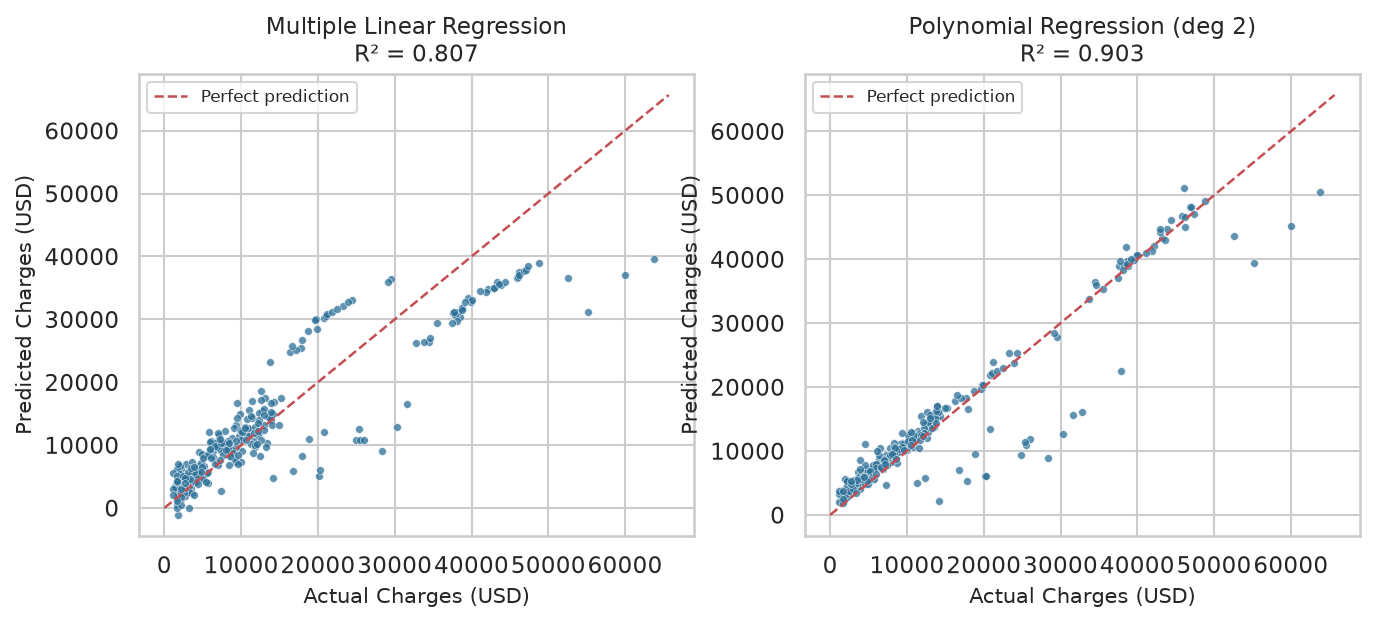 Multiple Linear Regression
R² = 0.807
Perfect prediction
Predicted Charges (USD)
60000
50000
40000
30000
20000
10000
0
0 10000 20000 30000 40000 50000 60000
Actual Charges (USD)
Polynomial Regression (deg 2)
R² = 0.903
Perfect prediction
Predicted Charges (USD)
60000
50000
40000
30000
20000
10000
0
0 10000 20000 30000 40000 50000 60000
Actual Charges (USD)